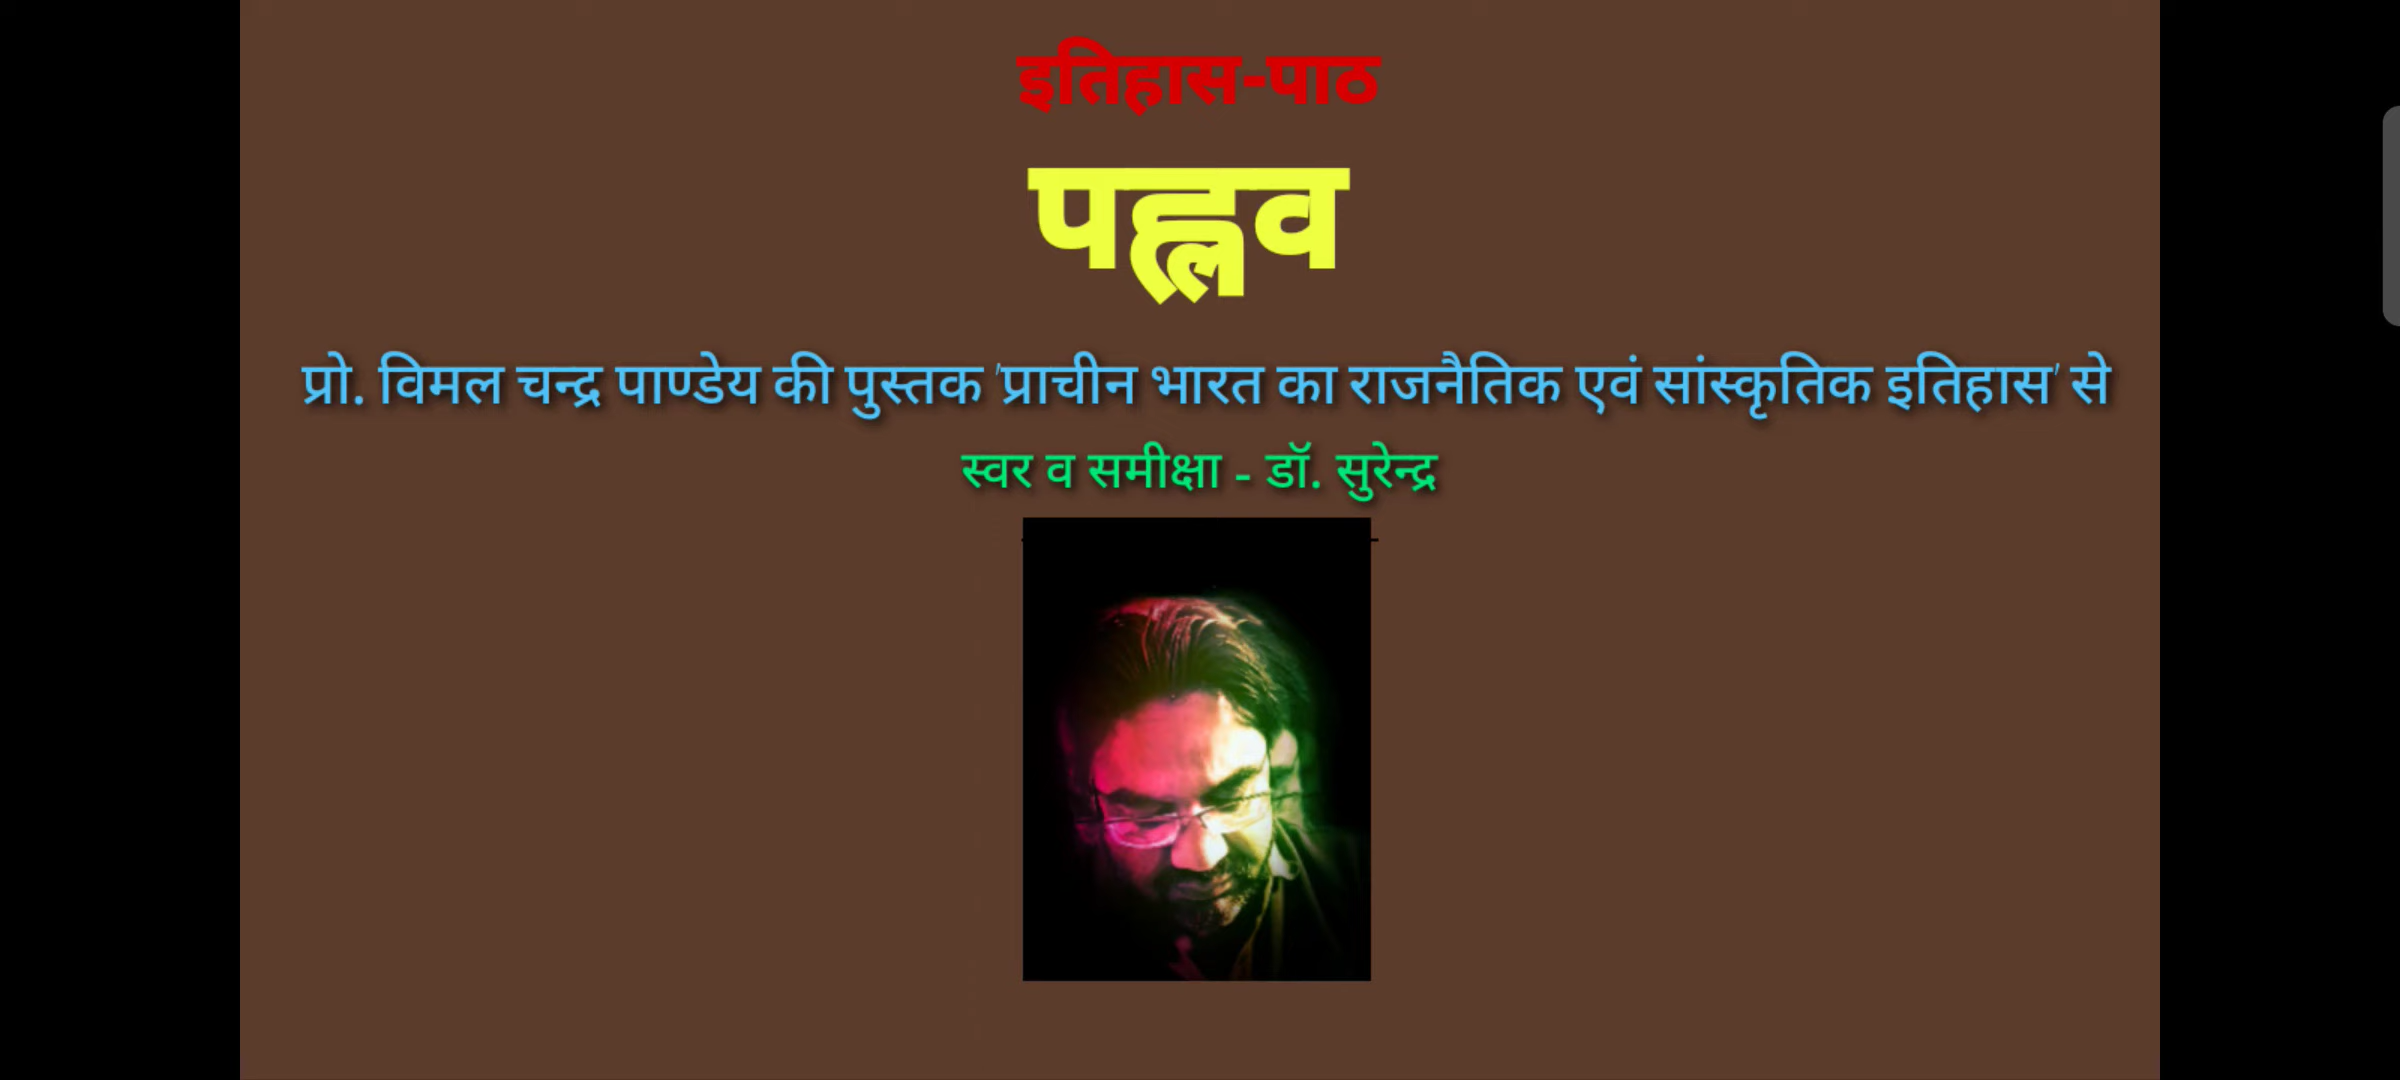 इतिहास-पाठ
पह्लव
प्रो. विमल चन्द्र पाण्डेय की पुस्तक 'प्राचीन भारत का राजनैतिक एवं सांस्कृतिक इतिहास' से
स्वर व समीक्षा - डॉ. सुरेन्द्र